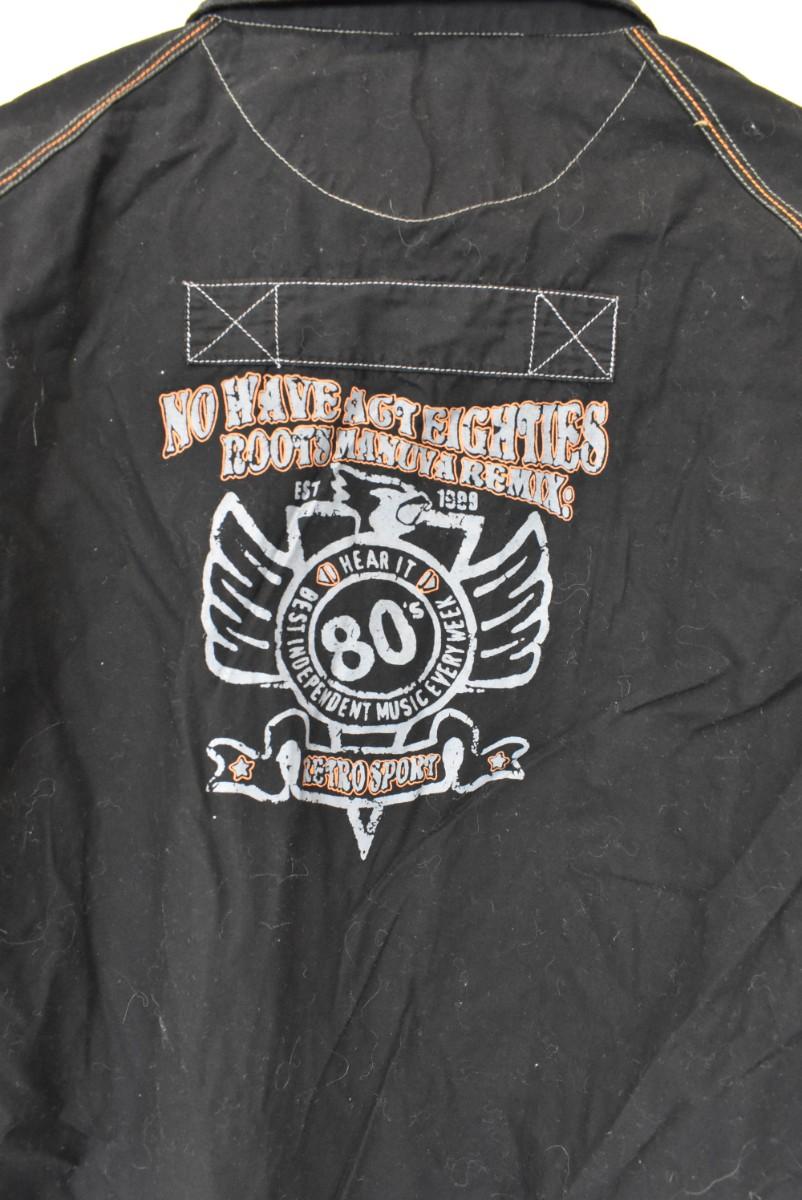 NO WAVE ACT EIGHTIES
ROOTS MANUVA REMIX:
EST 1989
HEAR IT
80's
BEST INDEPENDENT MUSIC EVERY WEEK
RETRO SPORT